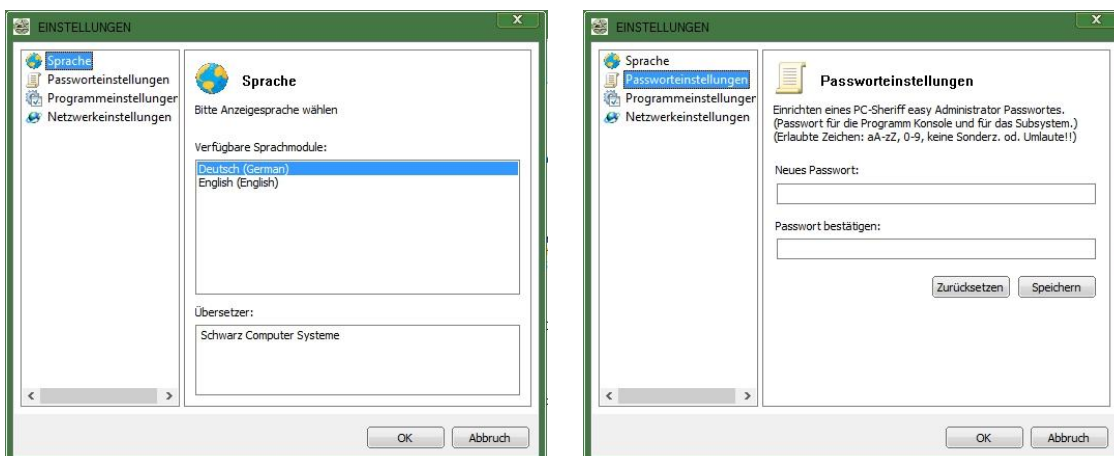 EINSTELLUNGEN
X
Sprache
Passworteinstellungen
Programmeinstellunger
Netzwerkeinstellungen
Sprache
Bitte Anzeigesprache wählen
Verfügbare Sprachmodule:
Deutsch (German)
English (English)
Übersetzer:
Schwarz Computer Systeme
OK
Abbruch
EINSTELLUNGEN
X
Sprache
Passworteinstellungen
Programmeinstellunger
Netzwerkeinstellungen
Passworteinstellungen
Einrichten eines PC-Sheriff easy Administrator Passwortes.
(Passwort für die Programm Konsole und für das Subsystem.)
(Erlaubte Zeichen: aA-zZ, 0-9, keine Sonderz. od. Umlaute!!)
Neues Passwort:
Passwort bestätigen:
Zurücksetzen
Speichern
OK
Abbruch